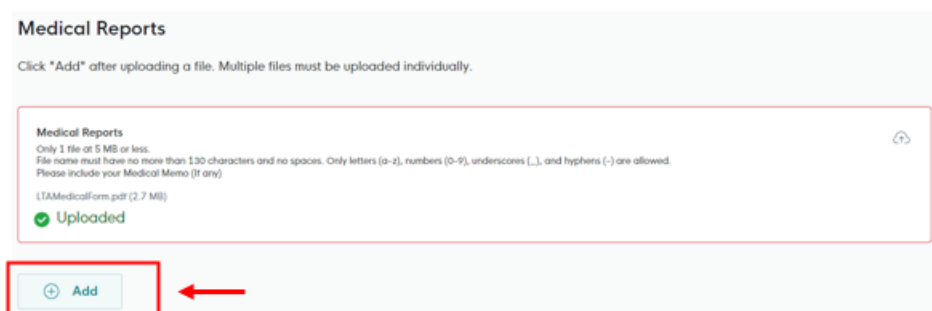 Medical Reports
Click "Add" after uploading a file. Multiple files must be uploaded individually.
Medical Reports
Only 1 file at 5 MB or less.
File name must have no more than 130 characters and no spaces. Only letters (a-z), numbers (0-9), underscores (_), and hyphens (-) are allowed.
Please include your Medical Memo (If any)
LTAMedicalForm.pdf (2.7 MB)
Uploaded
Add